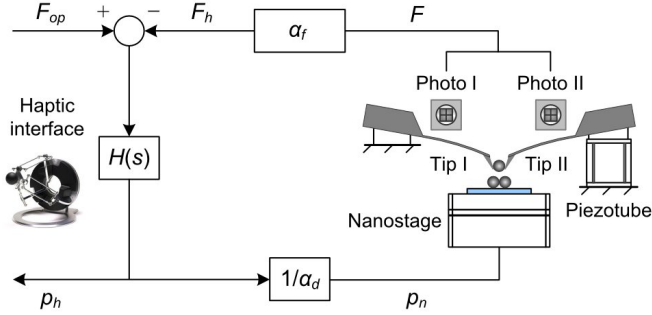 F_op + − F_h α_f F
Photo I Photo II
Haptic
interface
H(s)
Tip I Tip II
Nanostage Piezotube
p_h 1/α_d p_n